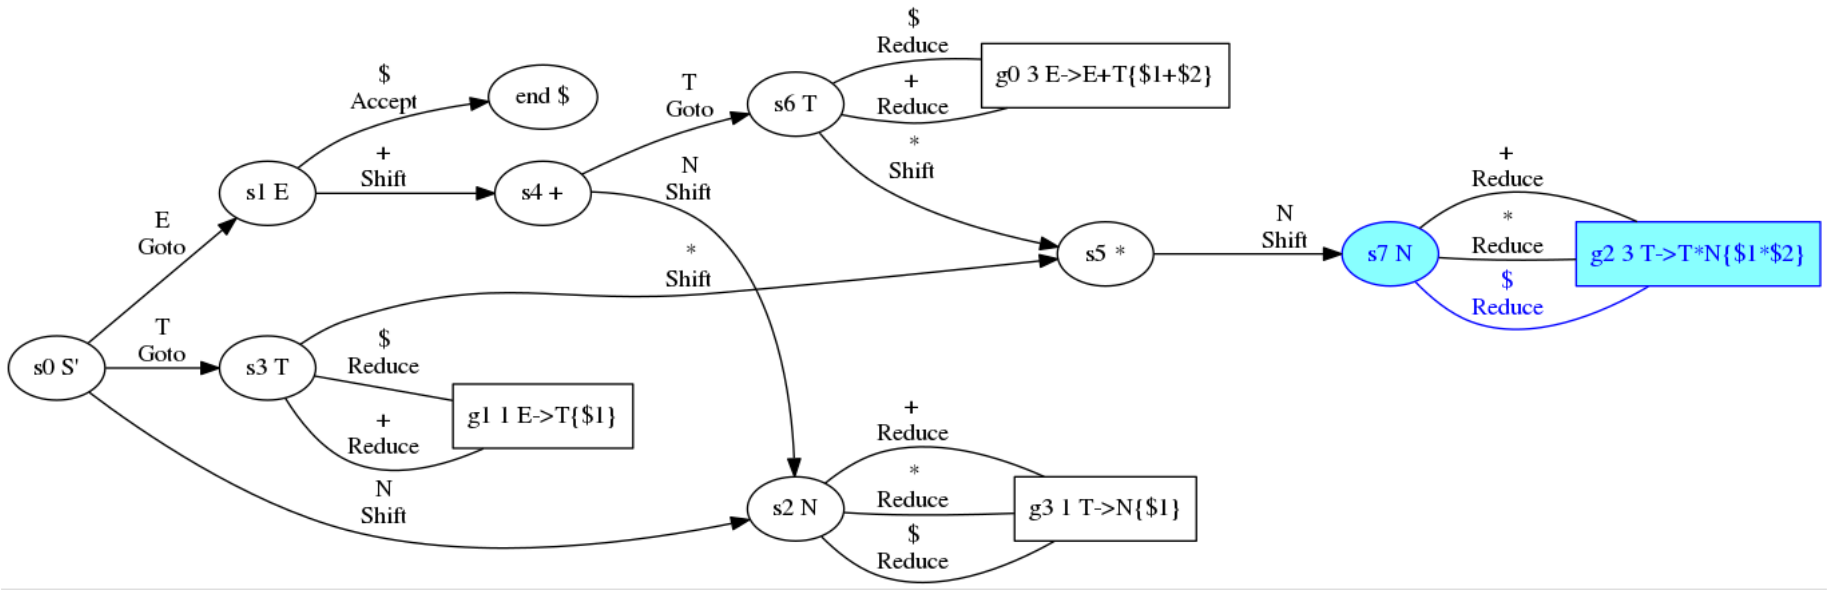 $
Reduce
g0 3 E->E+T{$1+$2}
+
Reduce
s6 T
$
Accept
end $
T
Goto
*
Shift
+
Shift
s1 E
s4 +
N
Shift
E
Goto
*
Shift
s5 *
N
Shift
s7 N
+
Reduce
*
Reduce
$
Reduce
g2 3 T->T*N{$1*$2}
s0 S'
T
Goto
s3 T
$
Reduce
g1 1 E->T{$1}
+
Reduce
N
Shift
s2 N
+
Reduce
*
Reduce
$
Reduce
g3 1 T->N{$1}